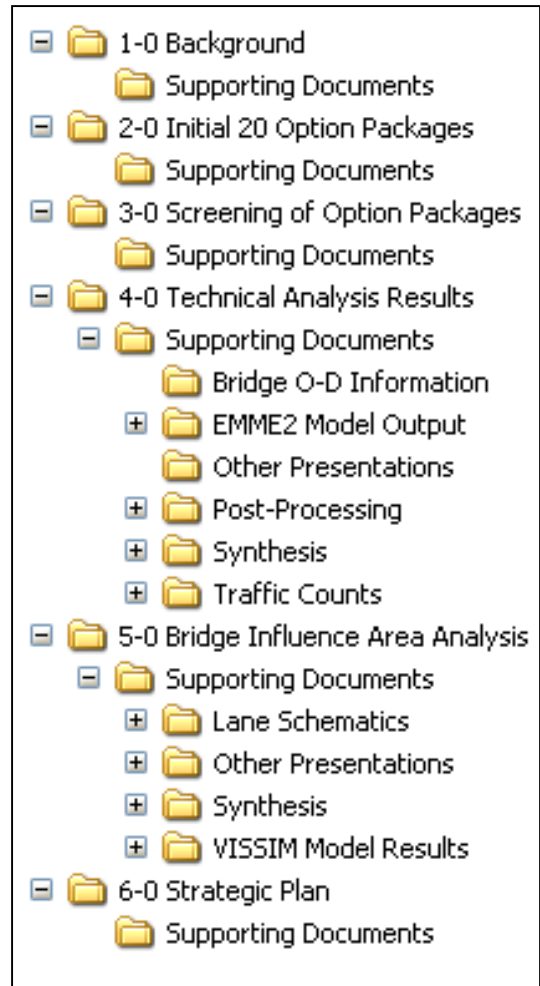 1-0 Background
Supporting Documents
2-0 Initial 20 Option Packages
Supporting Documents
3-0 Screening of Option Packages
Supporting Documents
4-0 Technical Analysis Results
Supporting Documents
Bridge O-D Information
EMME2 Model Output
Other Presentations
Post-Processing
Synthesis
Traffic Counts
5-0 Bridge Influence Area Analysis
Supporting Documents
Lane Schematics
Other Presentations
Synthesis
VISSIM Model Results
6-0 Strategic Plan
Supporting Documents